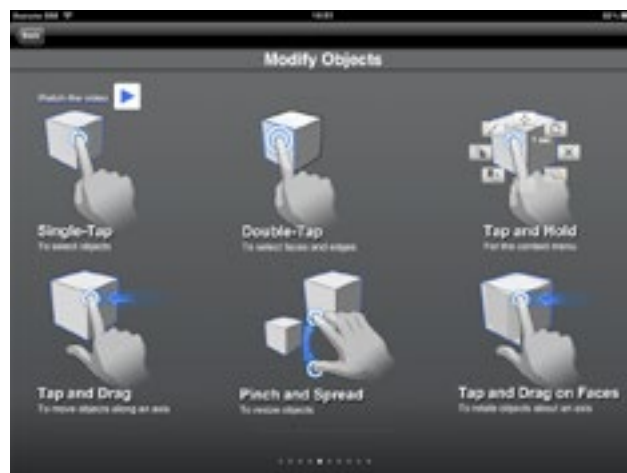 Back
Modify Objects
Watch the video
Single-Tap
To select objects
Double-Tap
To select faces and edges
Tap and Hold
For the context menu
Tap and Drag
To move objects along an axis
Pinch and Spread
To resize objects
Tap and Drag on Faces
To rotate objects about an axis